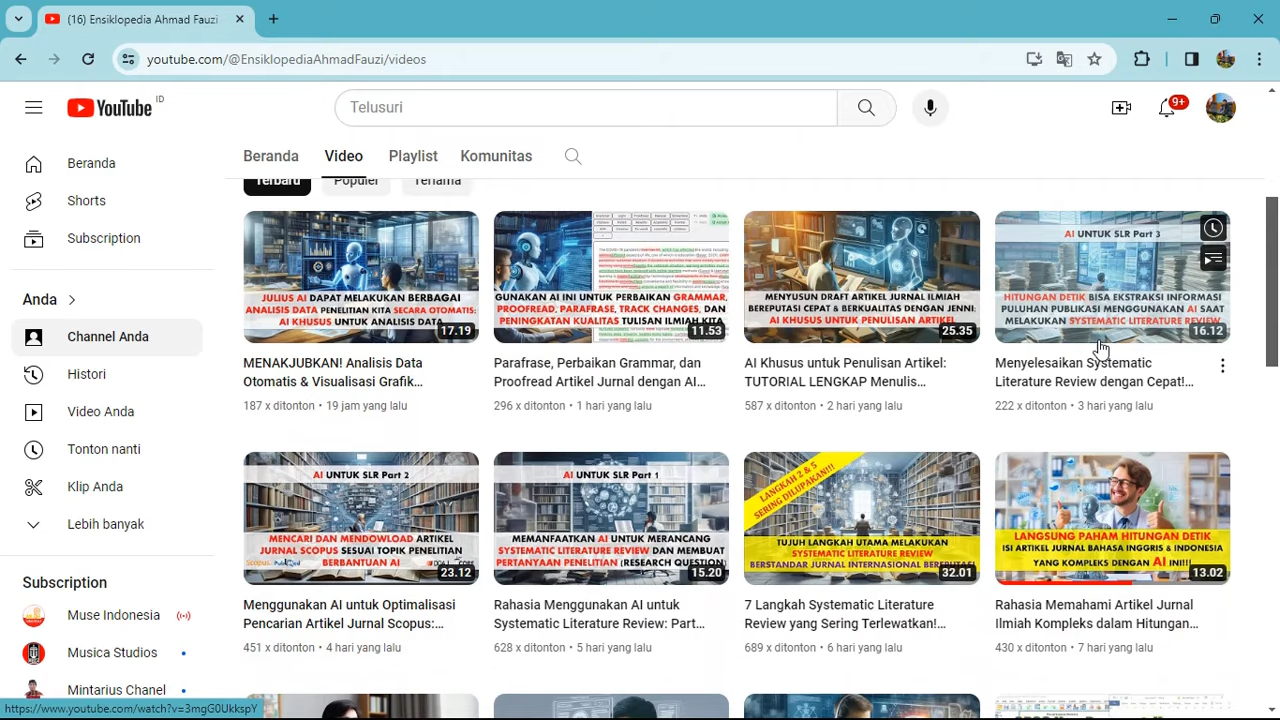 (16) Ensiklopedia Ahmad Fauzi
youtube.com/@EnsiklopediaAhmadFauzi/videos
YouTube ID
Telusuri
9+
Beranda
Shorts
Subscription
Anda
Channel Anda
Histori
Video Anda
Tonton nanti
Klip Anda
Lebih banyak
Subscription
Muse Indonesia
Musica Studios
Mintarius Chanel
Beranda Video Playlist Komunitas
Terbaru Populer Terlama
JULIUS AI DAPAT MELAKUKAN BERBAGAI
ANALISIS DATA PENELITIAN KITA SECARA OTOMATIS:
AI KHUSUS UNTUK ANALISIS DATA
17.19
MENAKJUBKAN! Analisis Data
Otomatis & Visualisasi Grafik...
187 x ditonton • 19 jam yang lalu
GUNAKAN AI INI UNTUK PERBAIKAN GRAMMAR,
PROOFREAD, PARAFRASE, TRACK CHANGES, DAN
PENINGKATAN KUALITAS TULISAN ILMIAH KITA
11.53
Parafrase, Perbaikan Grammar, dan
Proofread Artikel Jurnal dengan AI...
296 x ditonton • 1 hari yang lalu
MENYUSUN DRAFT ARTIKEL JURNAL ILMIAH
BEREPUTASI CEPAT & BERKUALITAS DENGAN JENNI:
AI KHUSUS UNTUK PENULISAN ARTIKEL
25.35
AI Khusus untuk Penulisan Artikel:
TUTORIAL LENGKAP Menulis...
587 x ditonton • 2 hari yang lalu
AI UNTUK SLR Part 3
HITUNGAN DETIK BISA EKSTRAKSI INFORMASI
PULUHAN PUBLIKASI MENGGUNAKAN AI SAAT
MELAKUKAN SYSTEMATIC LITERATURE REVIEW
16.12
Menyelesaikan Systematic
Literature Review dengan Cepat!...
222 x ditonton • 3 hari yang lalu
AI UNTUK SLR Part 2
MENCARI DAN MENDOWLOAD ARTIKEL
JURNAL SCOPUS SESUAI TOPIK PENELITIAN
BERBANTUAN AI
23.12
Menggunakan AI untuk Optimalisasi
Pencarian Artikel Jurnal Scopus:...
451 x ditonton • 4 hari yang lalu
AI UNTUK SLR Part 1
MEMANFAATKAN AI UNTUK MERANCANG
SYSTEMATIC LITERATURE REVIEW DAN MEMBUAT
PERTANYAAN PENELITIAN (RESEARCH QUESTION)
15.20
Rahasia Menggunakan AI untuk
Systematic Literature Review: Part...
628 x ditonton • 5 hari yang lalu
LANGKAH 2 & 5
SERING DILUPAKAN!!!
TUJUH LANGKAH UTAMA MELAKUKAN
SYSTEMATIC LITERATURE REVIEW
BERSTANDAR JURNAL INTERNASIONAL BEREPUTASI
32.01
7 Langkah Systematic Literature
Review yang Sering Terlewatkan!...
689 x ditonton • 6 hari yang lalu
LANGSUNG PAHAM HITUNGAN DETIK
ISI ARTIKEL JURNAL BAHASA INGGRIS & INDONESIA
YANG KOMPLEKS DENGAN AI INI!!!
13.02
Rahasia Memahami Artikel Jurnal
Ilmiah Kompleks dalam Hitungan...
430 x ditonton • 7 hari yang lalu
https://www.youtube.com/watch?v=3mgG0UkkspY